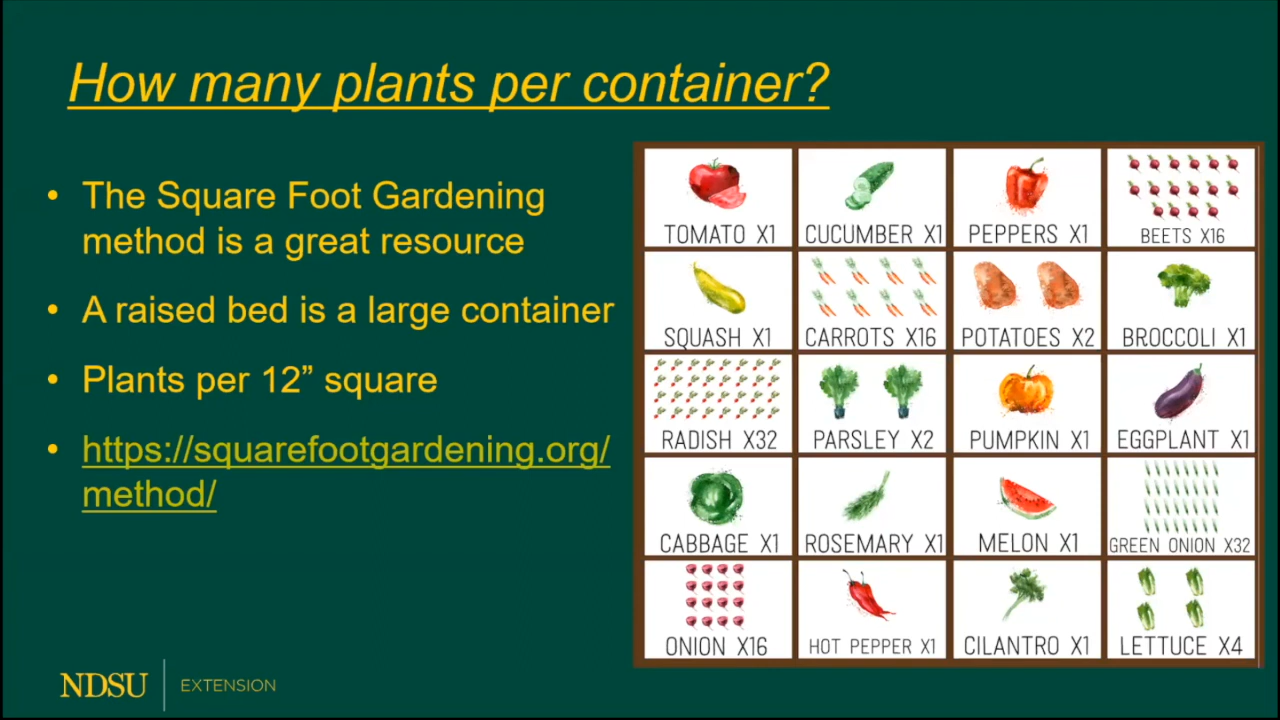 How many plants per container?
• The Square Foot Gardening
method is a great resource
• A raised bed is a large container
• Plants per 12” square
• https://squarefootgardening.org/
method/
TOMATO X1
CUCUMBER X1
PEPPERS X1
BEETS X16
SQUASH X1
CARROTS X16
POTATOES X2
BROCCOLI X1
RADISH X32
PARSLEY X2
PUMPKIN X1
EGGPLANT X1
CABBAGE X1
ROSEMARY X1
MELON X1
GREEN ONION X32
ONION X16
HOT PEPPER X1
CILANTRO X1
LETTUCE X4
NDSU EXTENSION